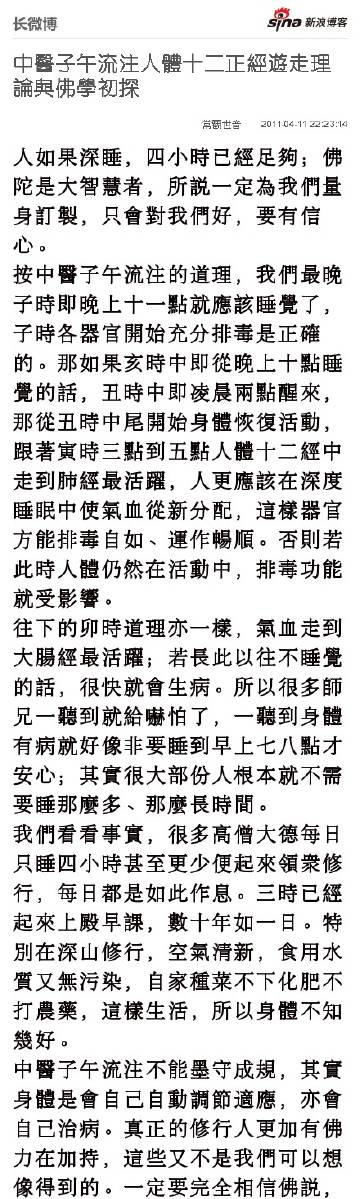 长微博
sina 新浪博客
中醫子午流注人體十二正經遊走理
論與佛學初探
常觀世音 2011-04-11 22:23:14
人如果深睡，四小時已經足夠；佛
陀是大智慧者，所説一定為我們量
身訂製，只會對我們好，要有信
心。
按中醫子午流注的道理，我們最晚
子時即晚上十一點就應該睡覺了，
子時各器官開始充分排毒是正確
的。那如果亥時中即從晚上十點睡
覺的話，丑時中即凌晨兩點醒來，
那從丑時中尾開始身體恢復活動，
跟著寅時三點到五點人體十二經中
走到肺經最活躍，人更應該在深度
睡眠中使氣血從新分配，這樣器官
方能排毒自如、運作暢順。否則若
此時人體仍然在活動中，排毒功能
就受影響。
往下的卯時道理亦一樣，氣血走到
大腸經最活躍；若長此以往不睡覺
的話，很快就會生病。所以很多師
兄一聽到就給嚇怕了，一聽到身體
有病就好像非要睡到早上七八點才
安心；其實很大部份人根本就不需
要睡那麼多、那麼長時間。
我們看看事實，很多高僧大德每日
只睡四小時甚至更少便起來領衆修
行，每日都是如此作息。三時已經
起來上殿早課，數十年如一日。特
別在深山修行，空氣清新，食用水
質又無污染，自家種菜不下化肥不
打農藥，這樣生活，所以身體不知
幾好。
中醫子午流注不能墨守成規，其實
身體是會自己自動調節適應，亦會
自己治病。真正的修行人更加有佛
力在加持，這些又不是我們可以想
像得到的。一定要完全相信佛説，